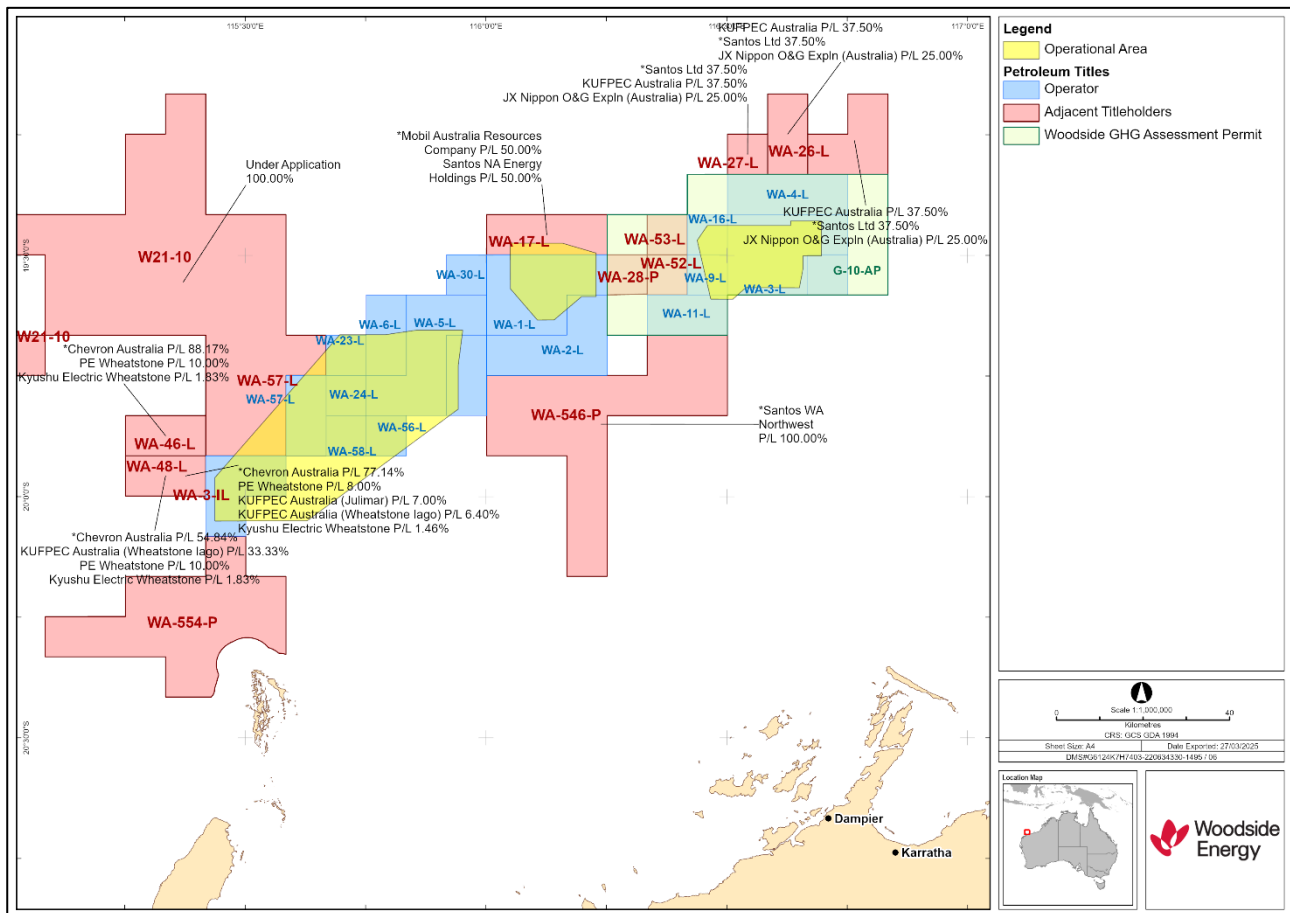 115°30'0"E
116°0'0"E
117°0'0"E
19°30'0"S
20°0'0"S
20°30'0"S
KUFPEC Australia P/L 37.50%
*Santos Ltd 37.50%
JX Nippon O&G Expln (Australia) P/L 25.00%
*Santos Ltd 37.50%
KUFPEC Australia P/L 37.50%
JX Nippon O&G Expln (Australia) P/L 25.00%
*Mobil Australia Resources
Company P/L 50.00%
Santos NA Energy
Holdings P/L 50.00%
Under Application
100.00%
WA-26-L
WA-27-L
WA-4-L
KUFPEC Australia P/L 37.50%
*Santos Ltd 37.50%
JX Nippon O&G Expln (Australia) P/L 25.00%
WA-16-L
WA-17-L
WA-53-L
WA-52-L
W21-10
WA-30-L
WA-28-P
WA-9-L
G-10-AP
WA-3-L
WA-6-L
WA-5-L
WA-1-L
WA-11-L
W21-10
WA-23-L
WA-2-L
*Chevron Australia P/L 88.17%
PE Wheatstone P/L 10.00%
Kyushu Electric Wheatstone P/L 1.83%
WA-57-L
WA-57-L
WA-24-L
WA-546-P
*Santos WA
Northwest
P/L 100.00%
WA-56-L
WA-46-L
WA-58-L
WA-48-L
*Chevron Australia P/L 77.14%
PE Wheatstone P/L 8.00%
KUFPEC Australia (Julimar) P/L 7.00%
KUFPEC Australia (Wheatstone Iago) P/L 6.40%
Kyushu Electric Wheatstone P/L 1.46%
WA-3-IL
*Chevron Australia P/L 54.84%
KUFPEC Australia (Wheatstone Iago) P/L 33.33%
PE Wheatstone P/L 10.00%
Kyushu Electric Wheatstone P/L 1.83%
WA-554-P
Dampier
Karratha
Legend
Operational Area
Petroleum Titles
Operator
Adjacent Titleholders
Woodside GHG Assessment Permit
Scale 1:1,000,000
0 40
Kilometres
CRS: GCS GDA 1994
Sheet Size: A4 Date Exported: 27/03/2025
DMS#G6124K7H7403-220634330-1495 / 06
Location Map
Woodside
Energy